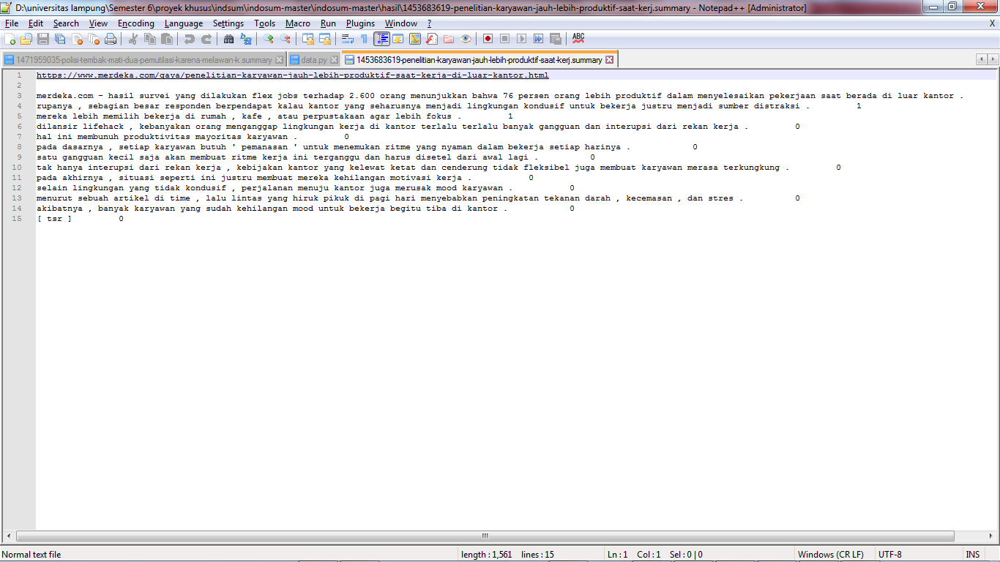 D:\universitas lampung\Semester 6\proyek khusus\indsum\indosum-master\indosum-master\hasil\1453683619-penelitian-karyawan-jauh-lebih-produktif-saat-kerj.summary - Notepad++ [Administrator]
File Edit Search View Encoding Language Settings Tools Macro Run Plugins Window ? X
ABC
1471959035-polisi-tembak-mati-dua-pemutilasi-karena-melawan-k.summary data.py 1453683619-penelitian-karyawan-jauh-lebih-produktif-saat-kerj.summary
1 https://www.merdeka.com/gaya/penelitian-karyawan-jauh-lebih-produktif-saat-kerja-di-luar-kantor.html
2
3 merdeka.com - hasil survei yang dilakukan flex jobs terhadap 2.600 orang menunjukkan bahwa 76 persen orang lebih produktif dalam menyelesaikan pekerjaan saat berada di luar kantor .
4 rupanya , sebagian besar responden berpendapat kalau kantor yang seharusnya menjadi lingkungan kondusif untuk bekerja justru menjadi sumber distraksi . 1
5 mereka lebih memilih bekerja di rumah , kafe , atau perpustakaan agar lebih fokus . 1
6 dilansir lifehack , kebanyakan orang menganggap lingkungan kerja di kantor terlalu terlalu banyak gangguan dan interupsi dari rekan kerja . 0
7 hal ini membunuh produktivitas mayoritas karyawan . 0
8 pada dasarnya , setiap karyawan butuh ' pemanasan ' untuk menemukan ritme yang nyaman dalam bekerja setiap harinya . 0
9 satu gangguan kecil saja akan membuat ritme kerja ini terganggu dan harus disetel dari awal lagi . 0
10 tak hanya interupsi dari rekan kerja , kebijakan kantor yang kelewat ketat dan cenderung tidak fleksibel juga membuat karyawan merasa terkungkung . 0
11 pada akhirnya , situasi seperti ini justru membuat mereka kehilangan motivasi kerja . 0
12 selain lingkungan yang tidak kondusif , perjalanan menuju kantor juga merusak mood karyawan . 0
13 menurut sebuah artikel di time , lalu lintas yang hiruk pikuk di pagi hari menyebabkan peningkatan tekanan darah , kecemasan , dan stres . 0
14 akibatnya , banyak karyawan yang sudah kehilangan mood untuk bekerja begitu tiba di kantor . 0
15 [ tsr ] 0
Normal text file length : 1,561 lines : 15 Ln : 1 Col : 1 Sel : 0 | 0 Windows (CR LF) UTF-8 INS